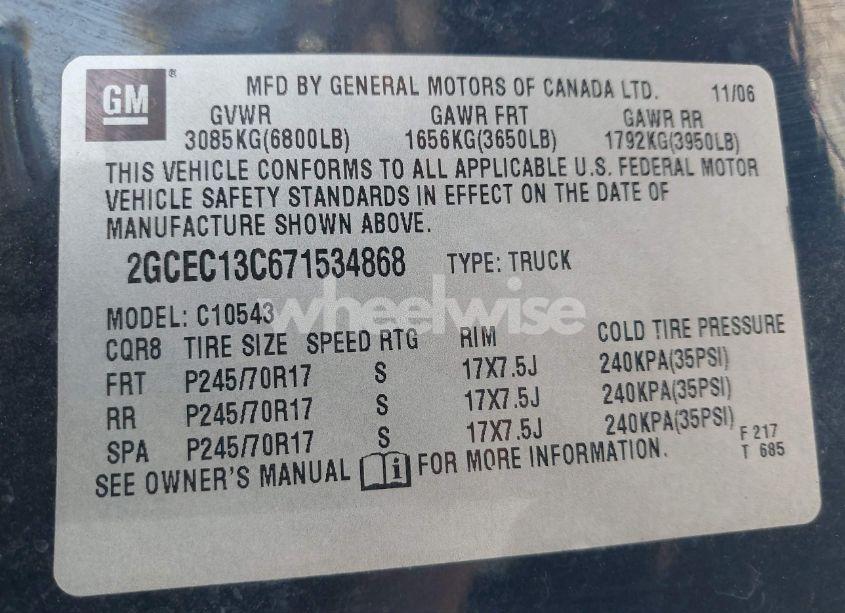 GM ® MFD BY GENERAL MOTORS OF CANADA LTD. 11/06
GVWR GAWR FRT GAWR RR
3085KG(6800LB) 1656KG(3650LB) 1792KG(3950LB)
THIS VEHICLE CONFORMS TO ALL APPLICABLE U.S. FEDERAL MOTOR
VEHICLE SAFETY STANDARDS IN EFFECT ON THE DATE OF
MANUFACTURE SHOWN ABOVE.
2GCEC13C671534868 TYPE: TRUCK
wheelwise
MODEL: C10543
CQR8 TIRE SIZE SPEED RTG RIM COLD TIRE PRESSURE
FRT P245/70R17 S 17X7.5J 240KPA(35PSI)
RR P245/70R17 S 17X7.5J 240KPA(35PSI)
SPA P245/70R17 S 17X7.5J 240KPA(35PSI)
SEE OWNER'S MANUAL i FOR MORE INFORMATION.
F 217
T 685